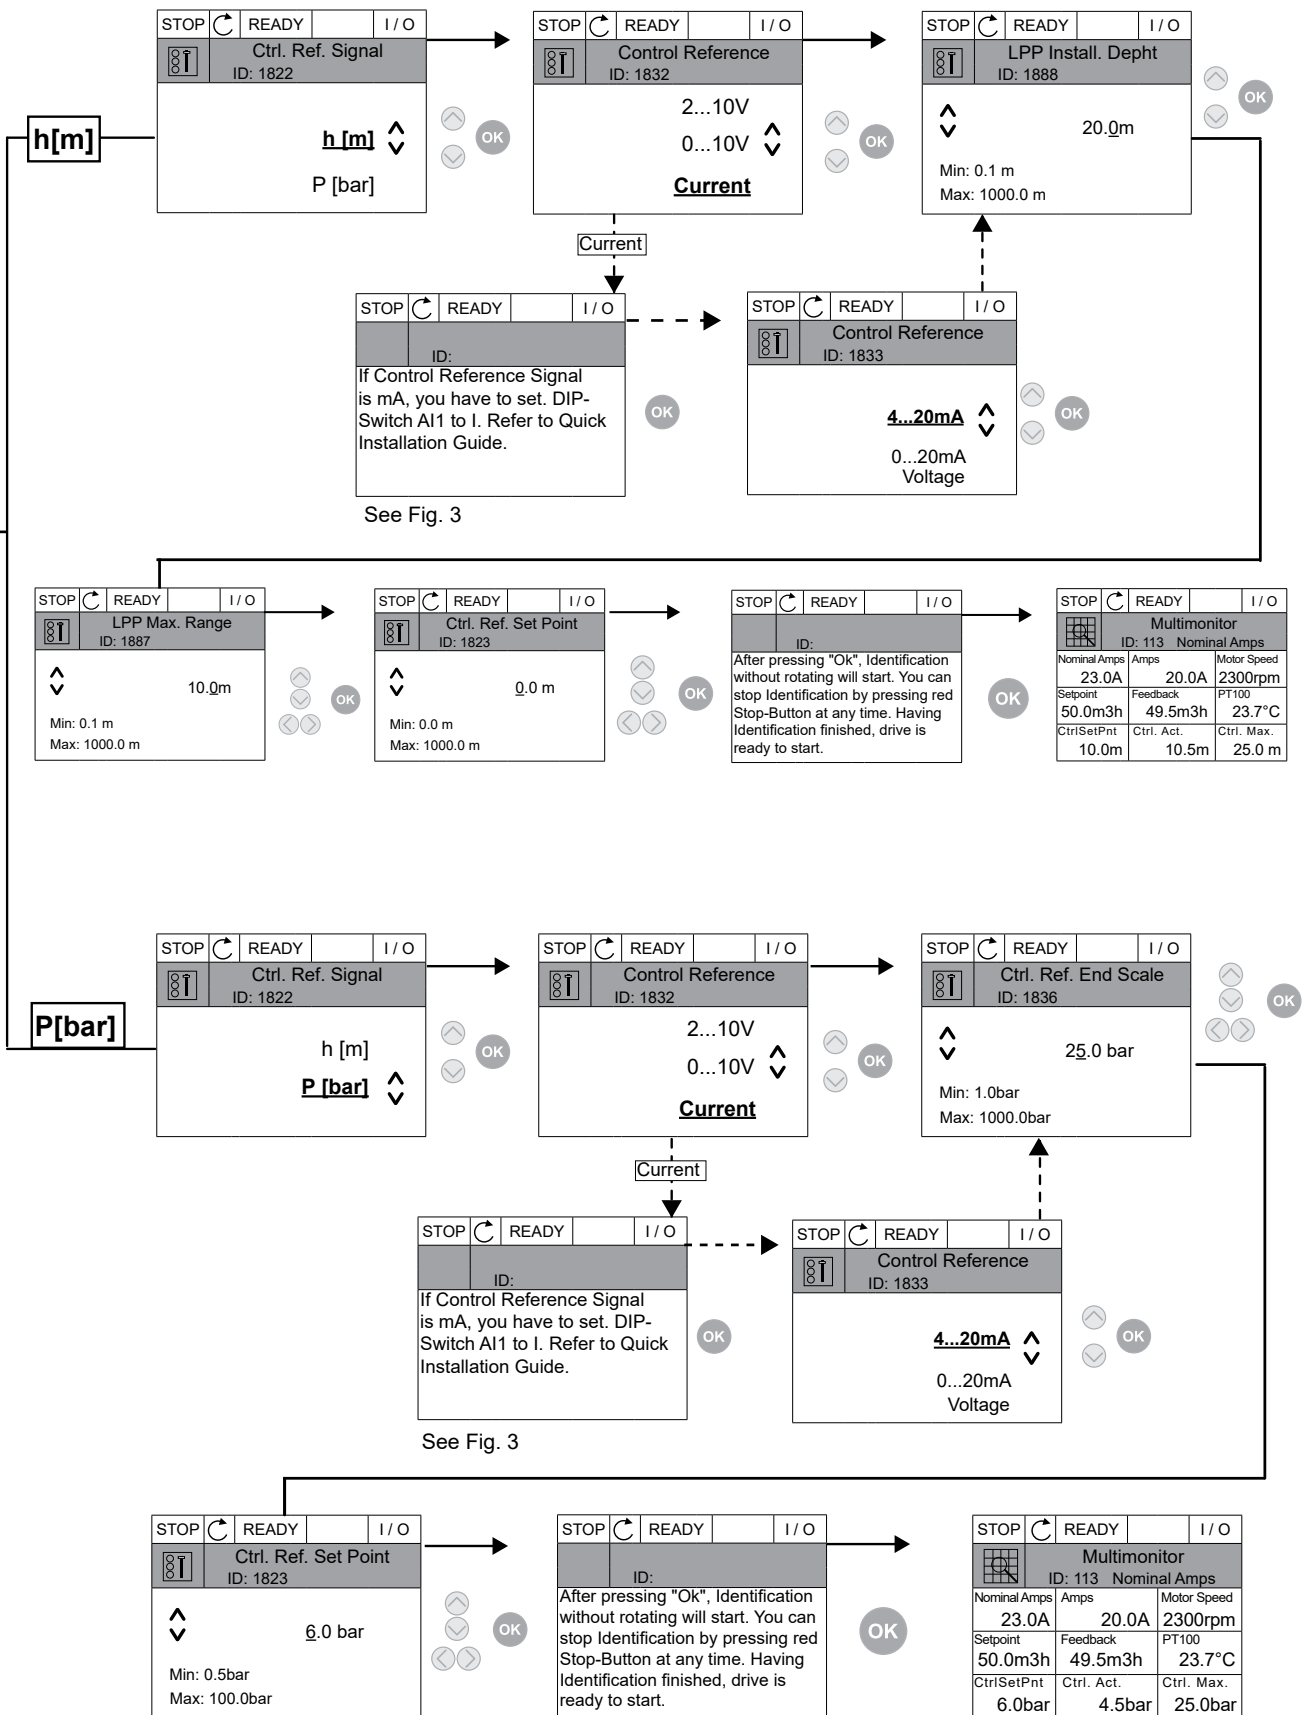 h[m]
STOP READY I / O
Ctrl. Ref. Signal
ID: 1822
h [m]
P [bar]
OK
STOP READY I / O
Control Reference
ID: 1832
2...10V
0...10V
Current
OK
STOP READY I / O
LPP Install. Depht
ID: 1888
20.0m
Min: 0.1 m
Max: 1000.0 m
OK
Current
STOP READY I / O
ID:
If Control Reference Signal
is mA, you have to set. DIP-
Switch AI1 to I. Refer to Quick
Installation Guide.
OK
See Fig. 3
STOP READY I / O
Control Reference
ID: 1833
4...20mA
0...20mA
Voltage
OK
STOP READY I / O
LPP Max. Range
ID: 1887
10.0m
Min: 0.1 m
Max: 1000.0 m
OK
STOP READY I / O
Ctrl. Ref. Set Point
ID: 1823
0.0 m
Min: 0.0 m
Max: 1000.0 m
OK
STOP READY I / O
ID:
After pressing "Ok", Identification
without rotating will start. You can
stop Identification by pressing red
Stop-Button at any time. Having
Identification finished, drive is
ready to start.
OK
STOP READY I / O
Multimonitor
ID: 113 Nominal Amps
Nominal Amps Amps Motor Speed
23.0A 20.0A 2300rpm
Setpoint Feedback PT100
50.0m3h 49.5m3h 23.7°C
CtrlSetPnt Ctrl. Act. Ctrl. Max.
10.0m 10.5m 25.0 m
P[bar]
STOP READY I / O
Ctrl. Ref. Signal
ID: 1822
h [m]
P [bar]
OK
STOP READY I / O
Control Reference
ID: 1832
2...10V
0...10V
Current
OK
STOP READY I / O
Ctrl. Ref. End Scale
ID: 1836
25.0 bar
Min: 1.0bar
Max: 1000.0bar
OK
Current
STOP READY I / O
ID:
If Control Reference Signal
is mA, you have to set. DIP-
Switch AI1 to I. Refer to Quick
Installation Guide.
OK
See Fig. 3
STOP READY I / O
Control Reference
ID: 1833
4...20mA
0...20mA
Voltage
OK
STOP READY I / O
Ctrl. Ref. Set Point
ID: 1823
6.0 bar
Min: 0.5bar
Max: 100.0bar
OK
STOP READY I / O
ID:
After pressing "Ok", Identification
without rotating will start. You can
stop Identification by pressing red
Stop-Button at any time. Having
Identification finished, drive is
ready to start.
OK
STOP READY I / O
Multimonitor
ID: 113 Nominal Amps
Nominal Amps Amps Motor Speed
23.0A 20.0A 2300rpm
Setpoint Feedback PT100
50.0m3h 49.5m3h 23.7°C
CtrlSetPnt Ctrl. Act. Ctrl. Max.
6.0bar 4.5bar 25.0bar